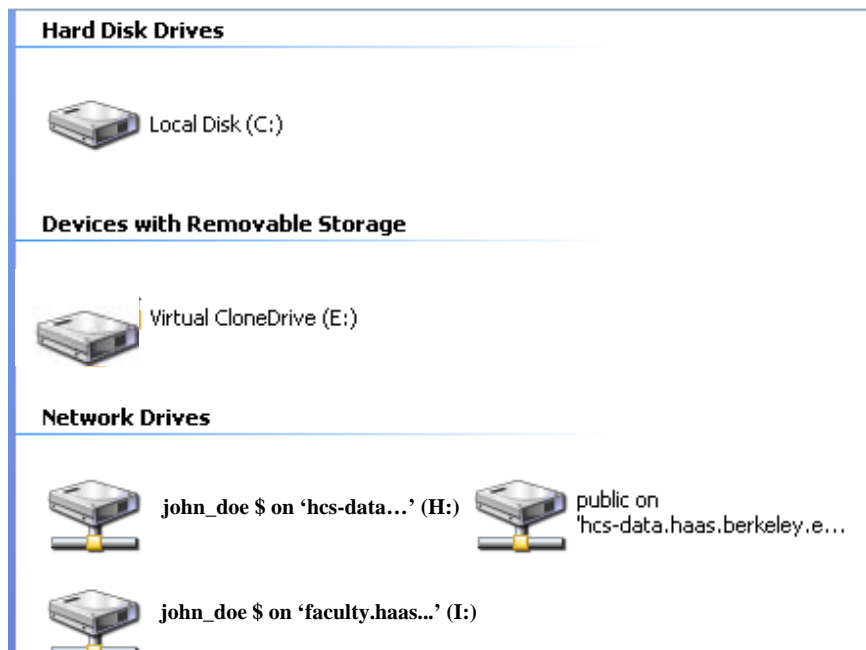 Hard Disk Drives
Local Disk (C:)
Devices with Removable Storage
Virtual CloneDrive (E:)
Network Drives
john_doe $ on ‘hcs-data…’ (H:)
public on
'hcs-data.haas.berkeley.e...
john_doe $ on ‘faculty.haas...’ (I:)